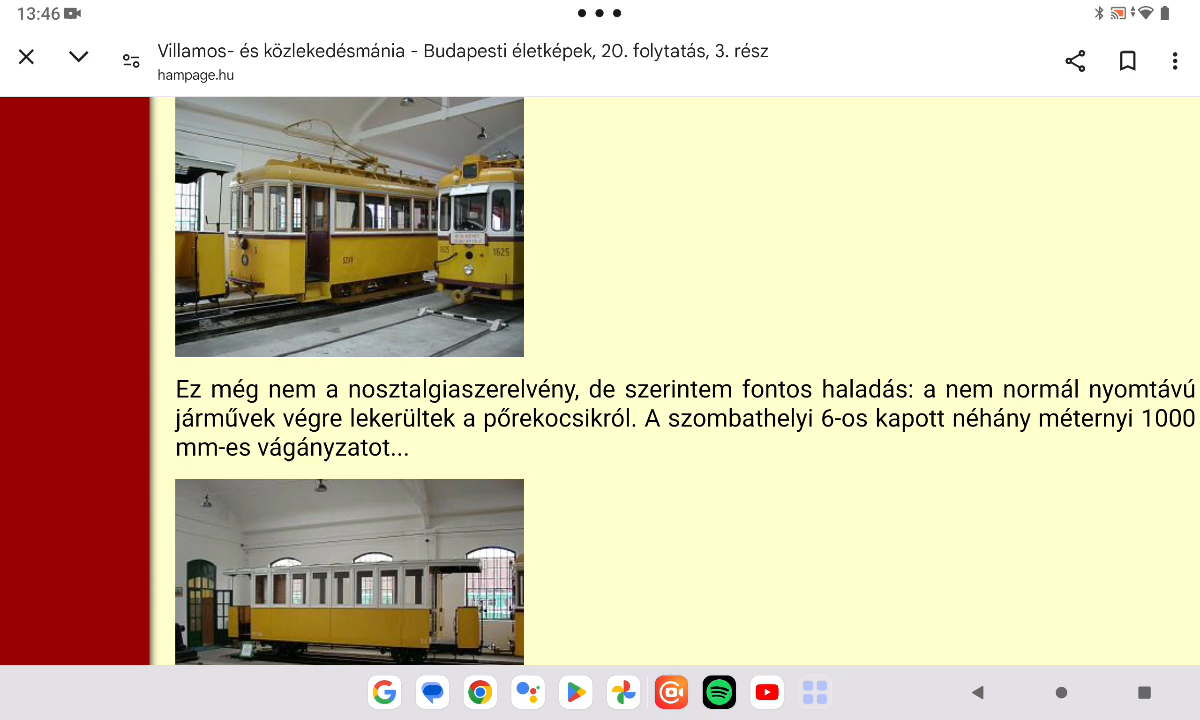 13:46
Villamos- és közlekedésmánia - Budapesti életképek, 20. folytatás, 3. rész
hampage.hu
SZVV
1625
1625
Ez még nem a nosztalgiaszerelvény, de szerintem fontos haladás: a nem normál nyomtávú
járművek végre lekerültek a pőrekocsikról. A szombathelyi 6-os kapott néhány méternyi 1000
mm-es vágányzatot...